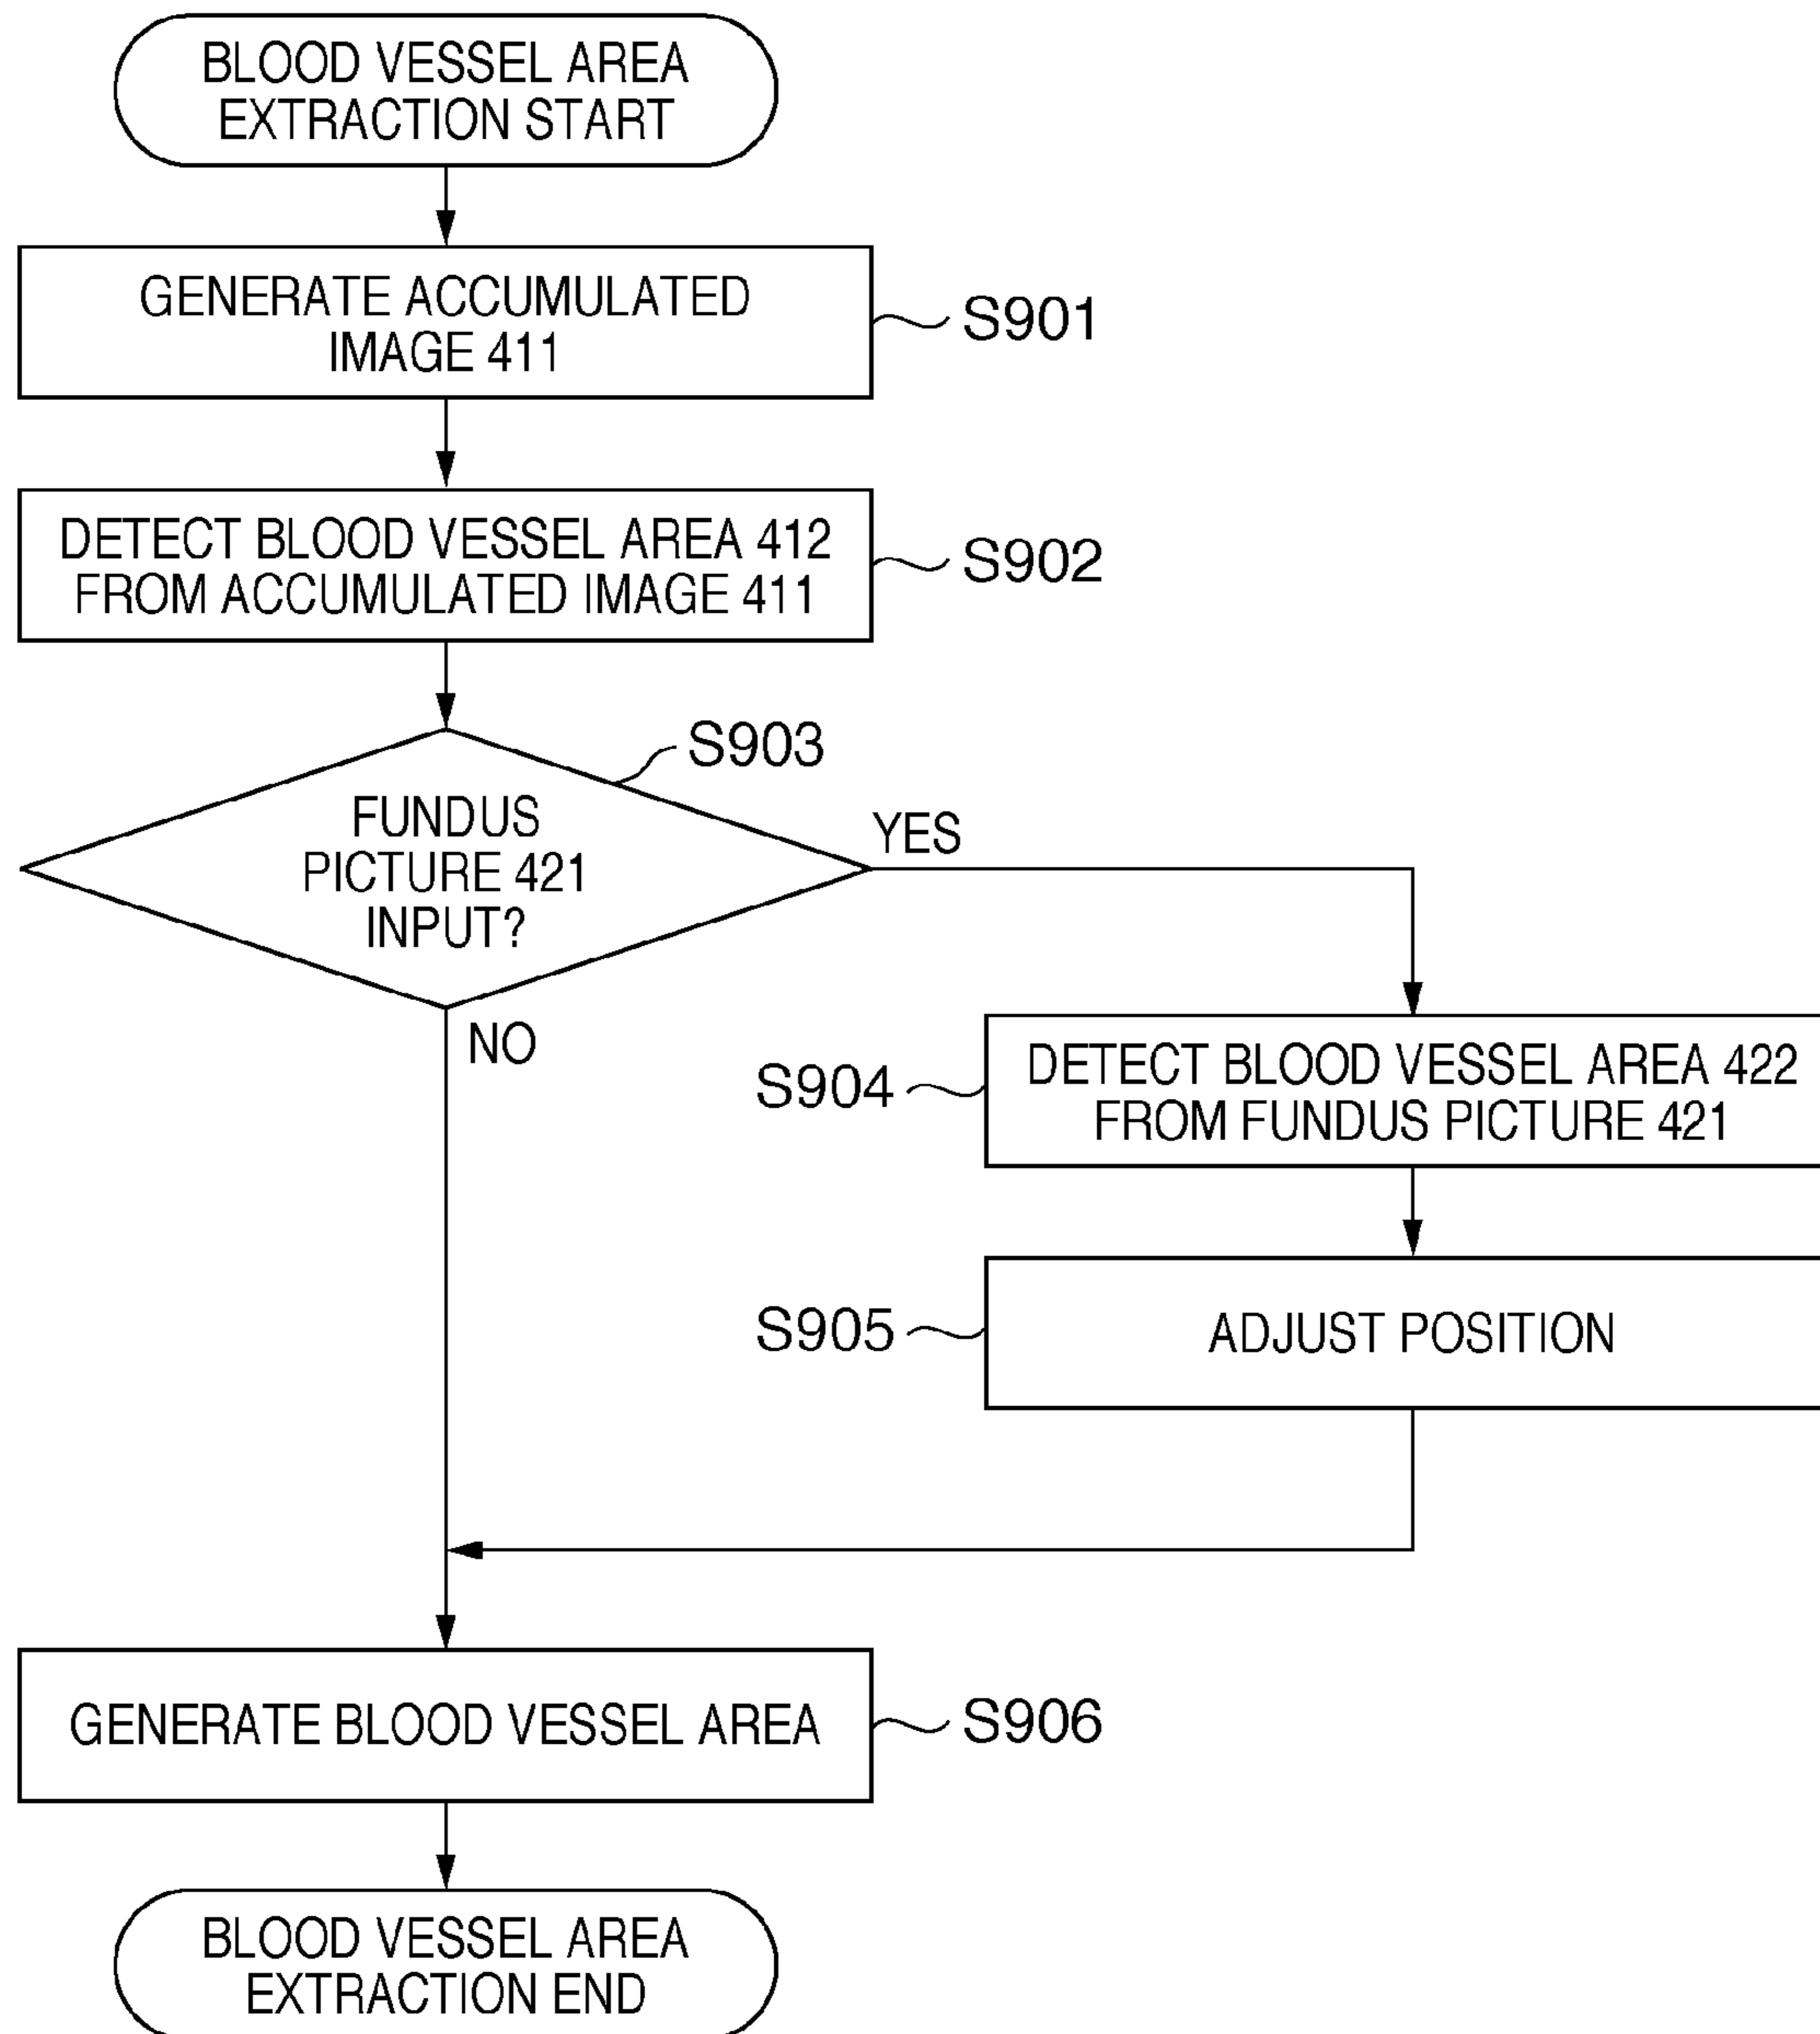 BLOOD VESSEL AREA
EXTRACTION START
GENERATE ACCUMULATED
IMAGE 411
S901
DETECT BLOOD VESSEL AREA 412
FROM ACCUMULATED IMAGE 411
S902
S903
FUNDUS
PICTURE 421
INPUT?
YES
NO
S904
DETECT BLOOD VESSEL AREA 422
FROM FUNDUS PICTURE 421
S905
ADJUST POSITION
GENERATE BLOOD VESSEL AREA
S906
BLOOD VESSEL AREA
EXTRACTION END